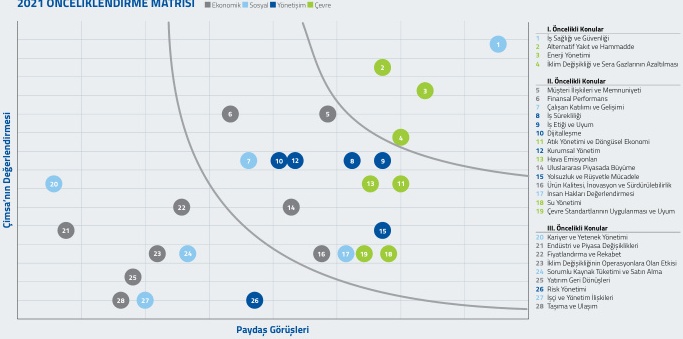 2021 ÖNCELİKLENDİRME MATRİSİ
Ekonomik Sosyal Yönetişim Çevre
Çimsa'nın Değerlendirmesi
1
2
3
6
5
4
7
10
12
8
9
20
13
11
22
14
21
15
23
24
16
17
19
18
25
28
27
26
Paydaş Görüşleri
I. Öncelikli Konular
1 İş Sağlığı ve Güvenliği
2 Alternatif Yakıt ve Hammadde
3 Enerji Yönetimi
4 İklim Değişikliği ve Sera Gazlarının Azaltılması
II. Öncelikli Konular
5 Müşteri İlişkileri ve Memnuniyeti
6 Finansal Performans
7 Çalışan Katılımı ve Gelişimi
8 İş Sürekliliği
9 İş Etiği ve Uyum
10 Dijitalleşme
11 Atık Yönetimi ve Döngüsel Ekonomi
12 Kurumsal Yönetim
13 Hava Emisyonları
14 Uluslararası Piyasada Büyüme
15 Yolsuzluk ve Rüşvetle Mücadele
16 Ürün Kalitesi, İnovasyon ve Sürdürülebilirlik
17 İnsan Hakları Değerlendirmesi
18 Su Yönetimi
19 Çevre Standartlarının Uygulanması ve Uyum
III. Öncelikli Konular
20 Kariyer ve Yetenek Yönetimi
21 Endüstri ve Piyasa Değişiklikleri
22 Fiyatlandırma ve Rekabet
23 İklim Değişikliğinin Operasyonlara Olan Etkisi
24 Sorumlu Kaynak Tüketimi ve Satın Alma
25 Yatırım Geri Dönüşleri
26 Risk Yönetimi
27 İşçi ve Yönetim İlişkileri
28 Taşıma ve Ulaşım